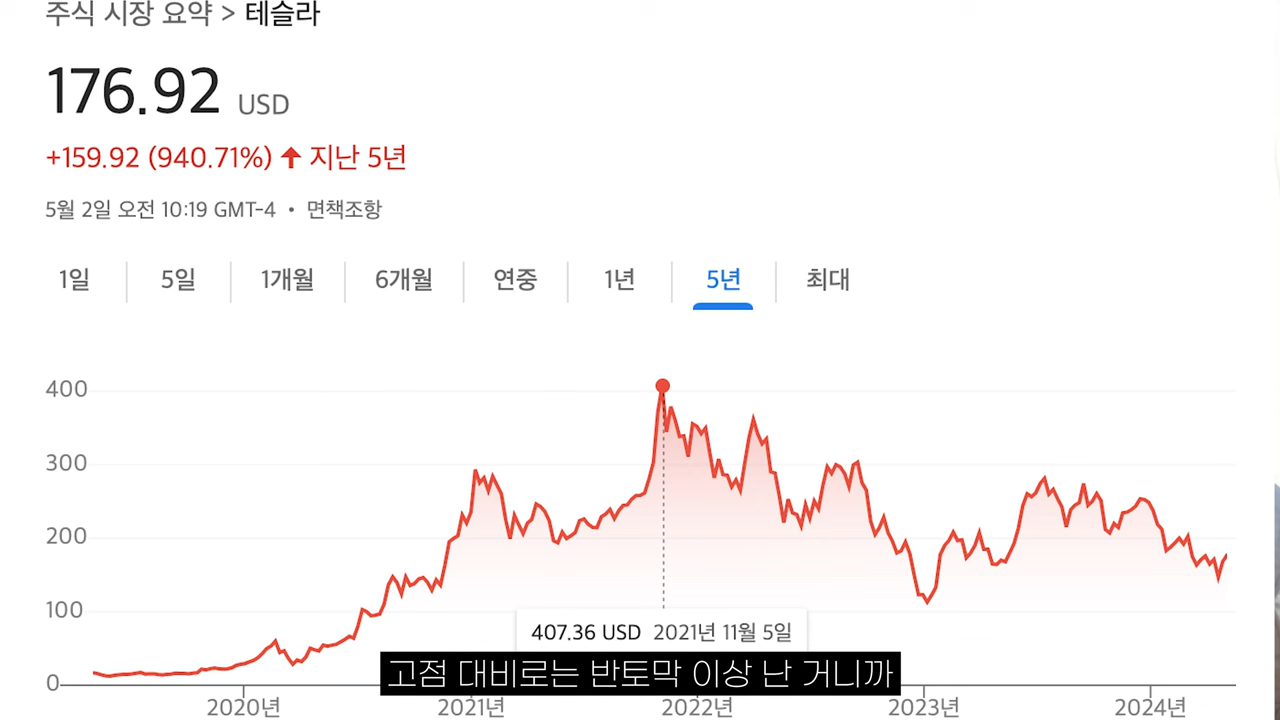 주식 시장 요약 > 테슬라
176.92 USD
+159.92 (940.71%) ↑ 지난 5년
5월 2일 오전 10:19 GMT-4 • 면책조항
1일 5일 1개월 6개월 연중 1년 5년 최대
400
300
200
100
0
407.36 USD 2021년 11월 5일
고점 대비로는 반토막 이상 난 거니까
2020년 2021년 2022년 2023년 2024년